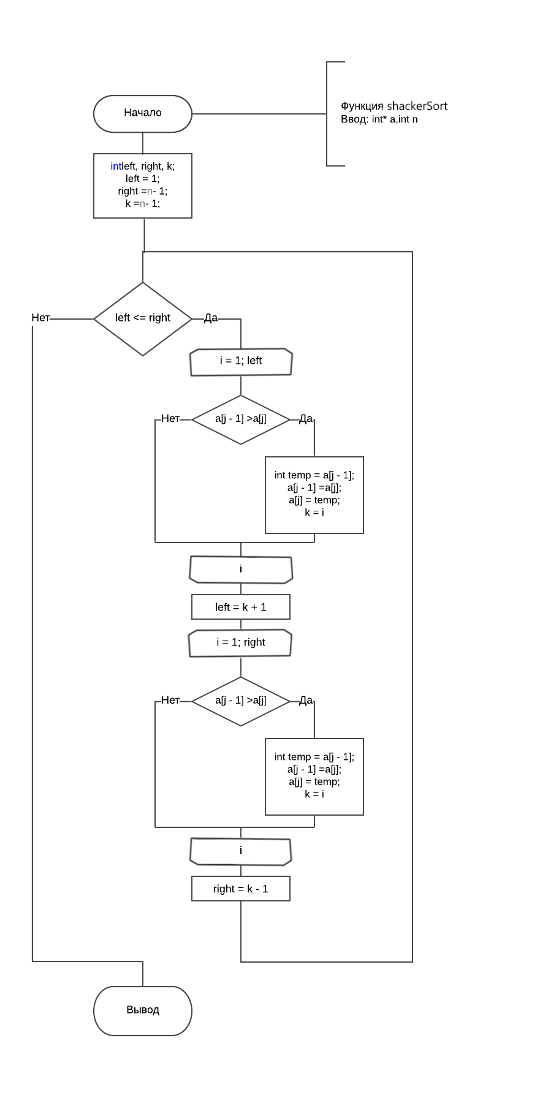 Начало
Функция shackerSort
Ввод: int* a,int n
intleft, right, k;
left = 1;
right =n- 1;
k =n- 1;
Нет
left <= right
Да
i = 1; left
Нет
a[j - 1] >a[j]
Да
int temp = a[j - 1];
a[j - 1] =a[j];
a[j] = temp;
k = i
i
left = k + 1
i = 1; right
Нет
a[j - 1] >a[j]
Да
int temp = a[j - 1];
a[j - 1] =a[j];
a[j] = temp;
k = i
i
right = k - 1
Вывод